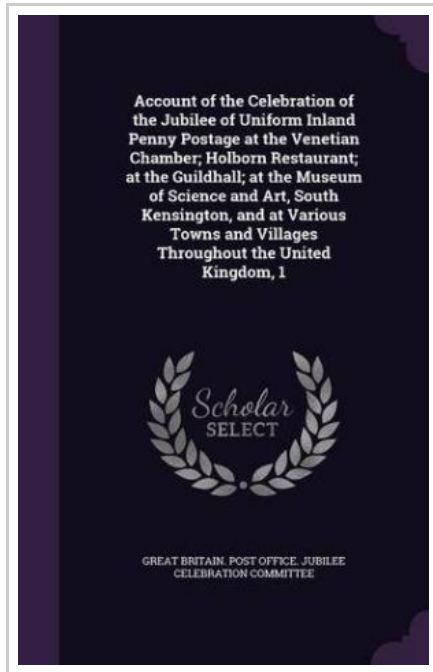 Account of the Celebration of
the Jubilee of Uniform Inland
Penny Postage at the Venetian
Chamber; Holborn Restaurant;
at the Guildhall; at the Museum
of Science and Art, South
Kensington, and at Various
Towns and Villages
Throughout the United
Kingdom, 1
Scholar
SELECT
GREAT BRITAIN. POST OFFICE. JUBILEE
CELEBRATION COMMITTEE